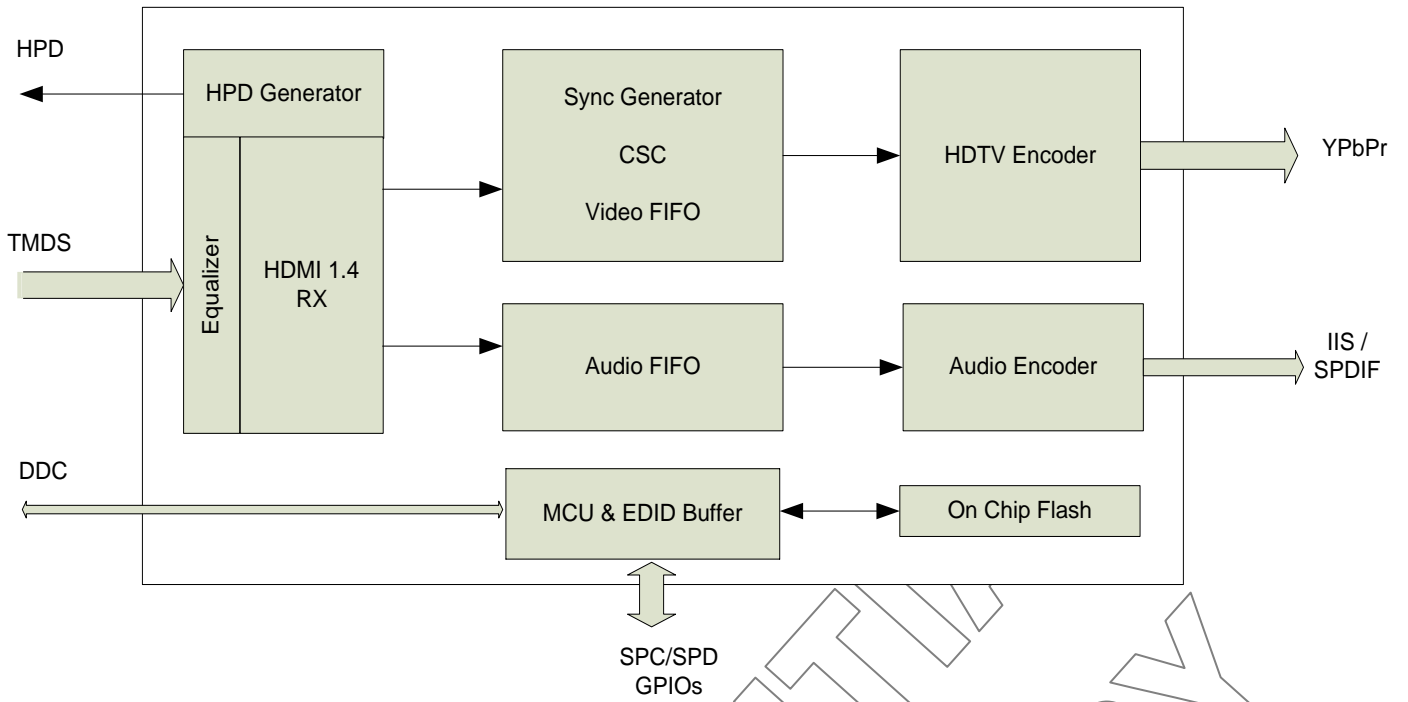 HPD
HPD Generator
Sync Generator
CSC
Video FIFO
HDTV Encoder
YPbPr
TMDS
Equalizer
HDMI 1.4
RX
Audio FIFO
Audio Encoder
IIS /
SPDIF
DDC
MCU & EDID Buffer
On Chip Flash
SPC/SPD
GPIOs